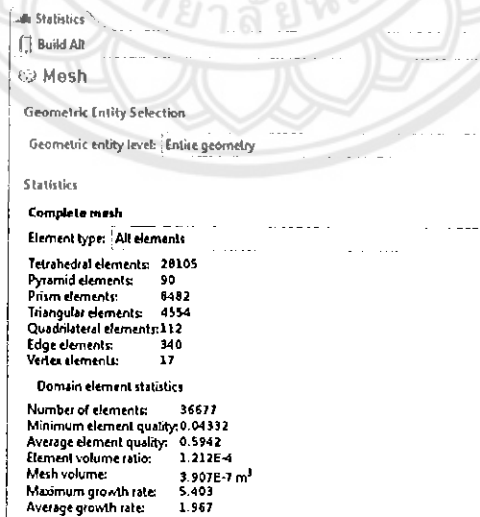 Statistics
Build All
Mesh
Geometric Entity Selection
Geometric entity level: Entire geometry
Statistics
Complete mesh
Element type: All elements
Tetrahedral elements: 28105
Pyramid elements: 90
Prism elements: 8482
Triangular elements: 4554
Quadrilateral elements: 112
Edge elements: 340
Vertex elements: 17
Domain element statistics
Number of elements: 36677
Minimum element quality: 0.04332
Average element quality: 0.5942
Element volume ratio: 1.212E-4
Mesh volume: 3.907E-7 m³
Maximum growth rate: 5.403
Average growth rate: 1.967